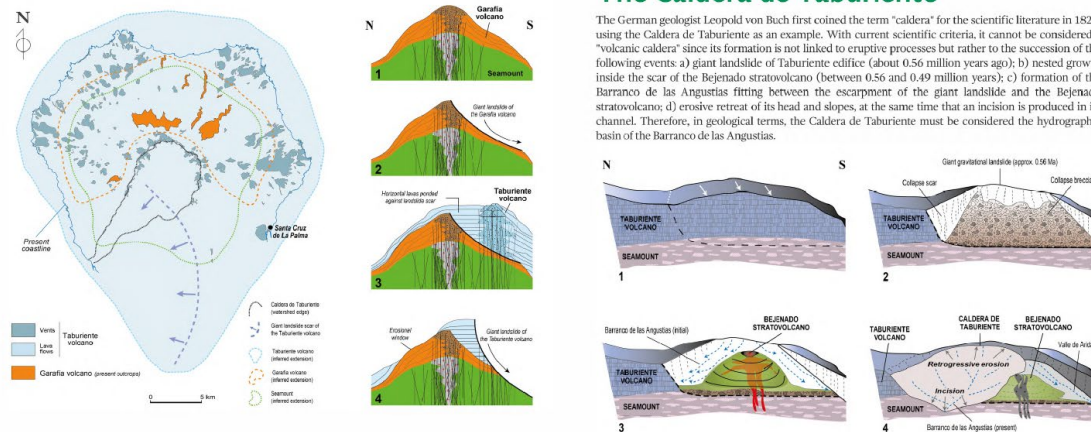 N
Present
coastline
Santa Cruz
de La Palma
Vents
Lava
flows
Taburiente
volcano
Garafía volcano (present outcrops)
0 5 km
Caldera de Taburiente
(watershed edge)
Giant landslide scar of
the Taburiente volcano
Taburiente volcano
(inferred extension)
Garafía volcano
(inferred extension)
Seamount
(inferred extension)
N S
Garafía
volcano
Seamount
1
Giant landslide of
the Garafía volcano
2
Horizontal lavas ponded
against landslide scar
Taburiente
volcano
3
Erosional
window
Giant landslide of
the Taburiente volcano
4
The German geologist Leopold von Buch first coined the term "caldera" for the scientific literature in 182
using the Caldera de Taburiente as an example. With current scientific criteria, it cannot be considered
"volcanic caldera" since its formation is not linked to eruptive processes but rather to the succession of th
following events: a) giant landslide of Taburiente edifice (about 0.56 million years ago); b) nested grow
inside the scar of the Bejenado stratovolcano (between 0.56 and 0.49 million years); c) formation of th
Barranco de las Angustias fitting between the escarpment of the giant landslide and the Bejenad
stratovolcano; d) erosive retreat of its head and slopes, at the same time that an incision is produced in i
channel. Therefore, in geological terms, the Caldera de Taburiente must be considered the hydrograph
basin of the Barranco de las Angustias.
N S
TABURIENTE
VOLCANO
SEAMOUNT
1
Giant gravitational landslide (approx. 0.56 Ma)
Collapse scar
Collapse breccia
TABURIENTE
VOLCANO
SEAMOUNT
2
Barranco de las Angustias (initial)
BEJENADO
STRATOVOLCANO
TABURIENTE
VOLCANO
SEAMOUNT
3
TABURIENTE
VOLCANO
CALDERA DE
TABURIENTE
BEJENADO
STRATOVOLCANO
Valle de Arida
Retrogressive erosion
Incision
SEAMOUNT
Barranco de las Angustias (present)
4